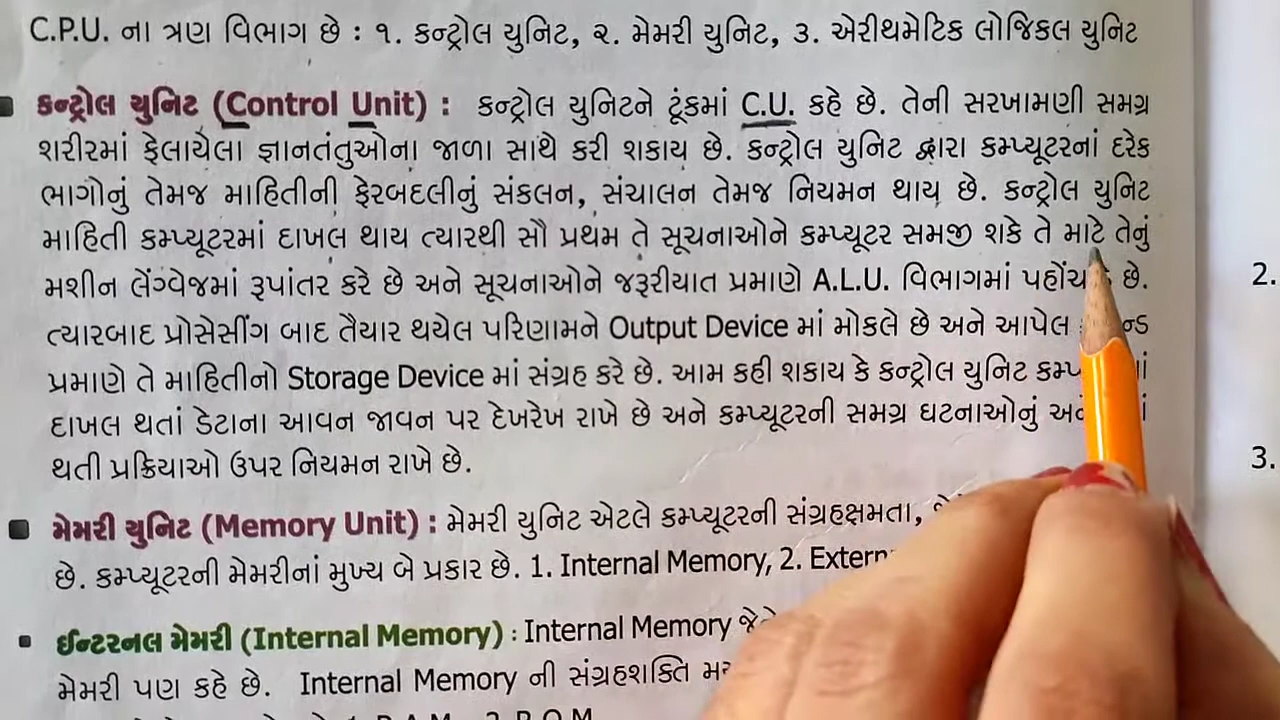 C.P.U. ના ત્રણ વિભાગ છે : ૧. કન્ટ્રોલ યુનિટ, ૨. મેમરી યુનિટ, ૩. એરીથમેટિક લોજિકલ યુનિટ
કન્ટ્રોલ યુનિટ (Control Unit) : કન્ટ્રોલ યુનિટને ટૂંકમાં C.U. કહે છે. તેની સરખામણી સમગ્ર
શરીરમાં ફેલાયેલા જ્ઞાનતંતુઓના જાળા સાથે કરી શકાય છે. કન્ટ્રોલ યુનિટ દ્વારા કમ્પ્યૂટરનાં દરેક
ભાગોનું તેમજ માહિતીની ફેરબદલીનું સંકલન, સંચાલન તેમજ નિયમન થાય છે. કન્ટ્રોલ યુનિટ
માહિતી કમ્પ્યૂટરમાં દાખલ થાય ત્યારથી સૌ પ્રથમ તે સૂચનાઓને કમ્પ્યૂટર સમજી શકે તે માટે તેનું
મશીન લેંગ્વેજમાં રૂપાંતર કરે છે અને સૂચનાઓને જરૂરીયાત પ્રમાણે A.L.U. વિભાગમાં છે.
2.
ત્યારબાદ પ્રોસેસીંગ બાદ તૈયાર થયેલ પરિણામને Output Device માં મોકલે છે અને આપેલ
પ્રમાણે તે માહિતીનો Storage Device માં સંગ્રહ કરે છે. આમ કહી શકાય કે કન્ટ્રોલ યુનિટ
દાખલ થતાં ડેટાના આવન જાવન પર દેખરેખ રાખે છે અને કમ્પ્યૂટરની સમગ્ર ઘટનાઓનું
થતી પ્રક્રિયાઓ ઉપર નિયમન રાખે છે.
3.
મેમરી યુનિટ (Memory Unit) : મેમરી યુનિટ એટલે કમ્પ્યૂટરની સંગ્રહક્ષમતા,
છે. કમ્પ્યૂટરની મેમરીનાં મુખ્ય બે પ્રકાર છે. 1. Internal Memory, 2.
ઈન્ટરનલ મેમરી (Internal Memory) : Internal Memory
મેમરી પણ કહે છે. Internal Memory ની સંગ્રહશક્તિ